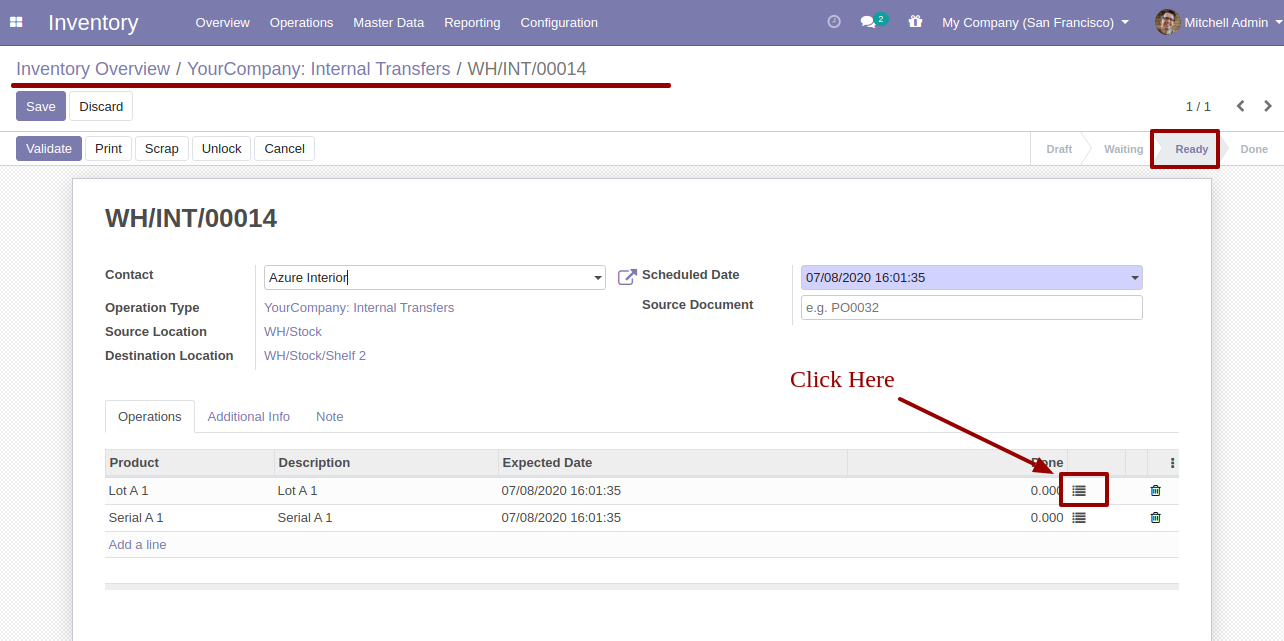 Inventory Overview Operations Master Data Reporting Configuration 2 My Company (San Francisco) Mitchell Admin
Inventory Overview / YourCompany: Internal Transfers / WH/INT/00014
Save Discard 1 / 1
Validate Print Scrap Unlock Cancel Draft Waiting Ready Done
WH/INT/00014
Contact Azure Interior Scheduled Date 07/08/2020 16:01:35
Operation Type YourCompany: Internal Transfers Source Document e.g. PO0032
Source Location WH/Stock
Destination Location WH/Stock/Shelf 2
Click Here
Operations Additional Info Note
Product Description Expected Date Done
Lot A 1 Lot A 1 07/08/2020 16:01:35 0.000
Serial A 1 Serial A 1 07/08/2020 16:01:35 0.000
Add a line